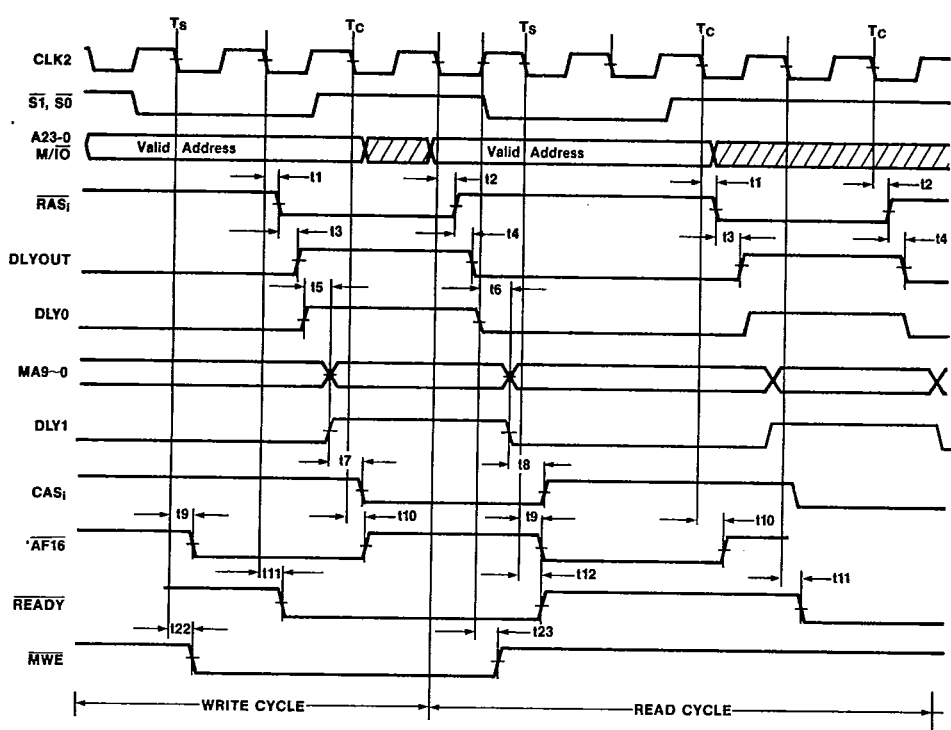 Ts Tc Ts Tc Tc
CLK2
S1, S0
A23-0
M/IO
Valid Address Valid Address
t1 t2 t1 t2
RASi
t3 t4 t3 t4
DLYOUT
t5 t6
DLY0
MA9~0
DLY1
t7 t8
CASi
t9 t10 t9 t10
'AF16
t11 t12 t11
READY
t22 t23
MWE
WRITE CYCLE READ CYCLE